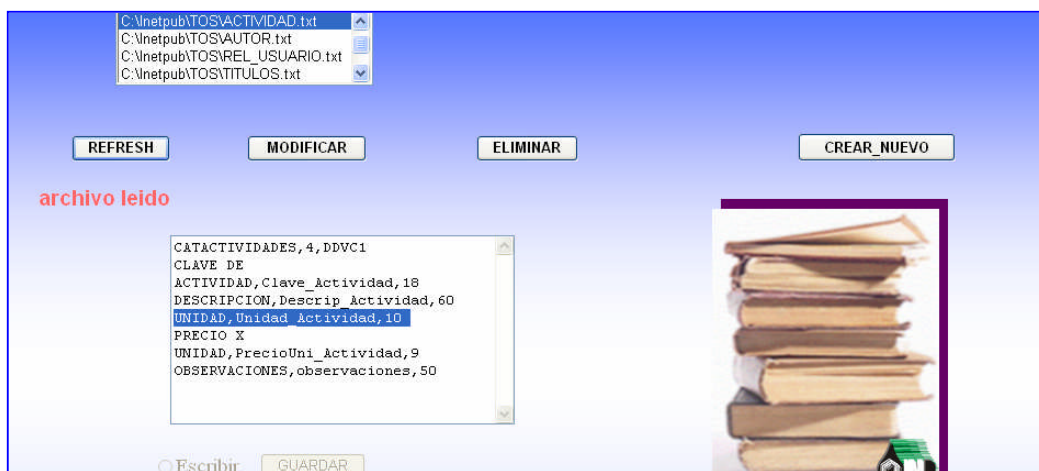 C:\Inetpub\TOS\ACTIVIDAD.txt
C:\Inetpub\TOS\AUTOR.txt
C:\Inetpub\TOS\REL_USUARIO.txt
C:\Inetpub\TOS\TITULOS.txt
REFRESH MODIFICAR ELIMINAR CREAR_NUEVO
archivo leido
CATACTIVIDADES,4,DDVC1
CLAVE DE
ACTIVIDAD,Clave_Actividad,18
DESCRIPCION,Descrip_Actividad,60
UNIDAD,Unidad_Actividad,10
PRECIO X
UNIDAD,PrecioUni_Actividad,9
OBSERVACIONES,observaciones,50
Escribir GUARDAR